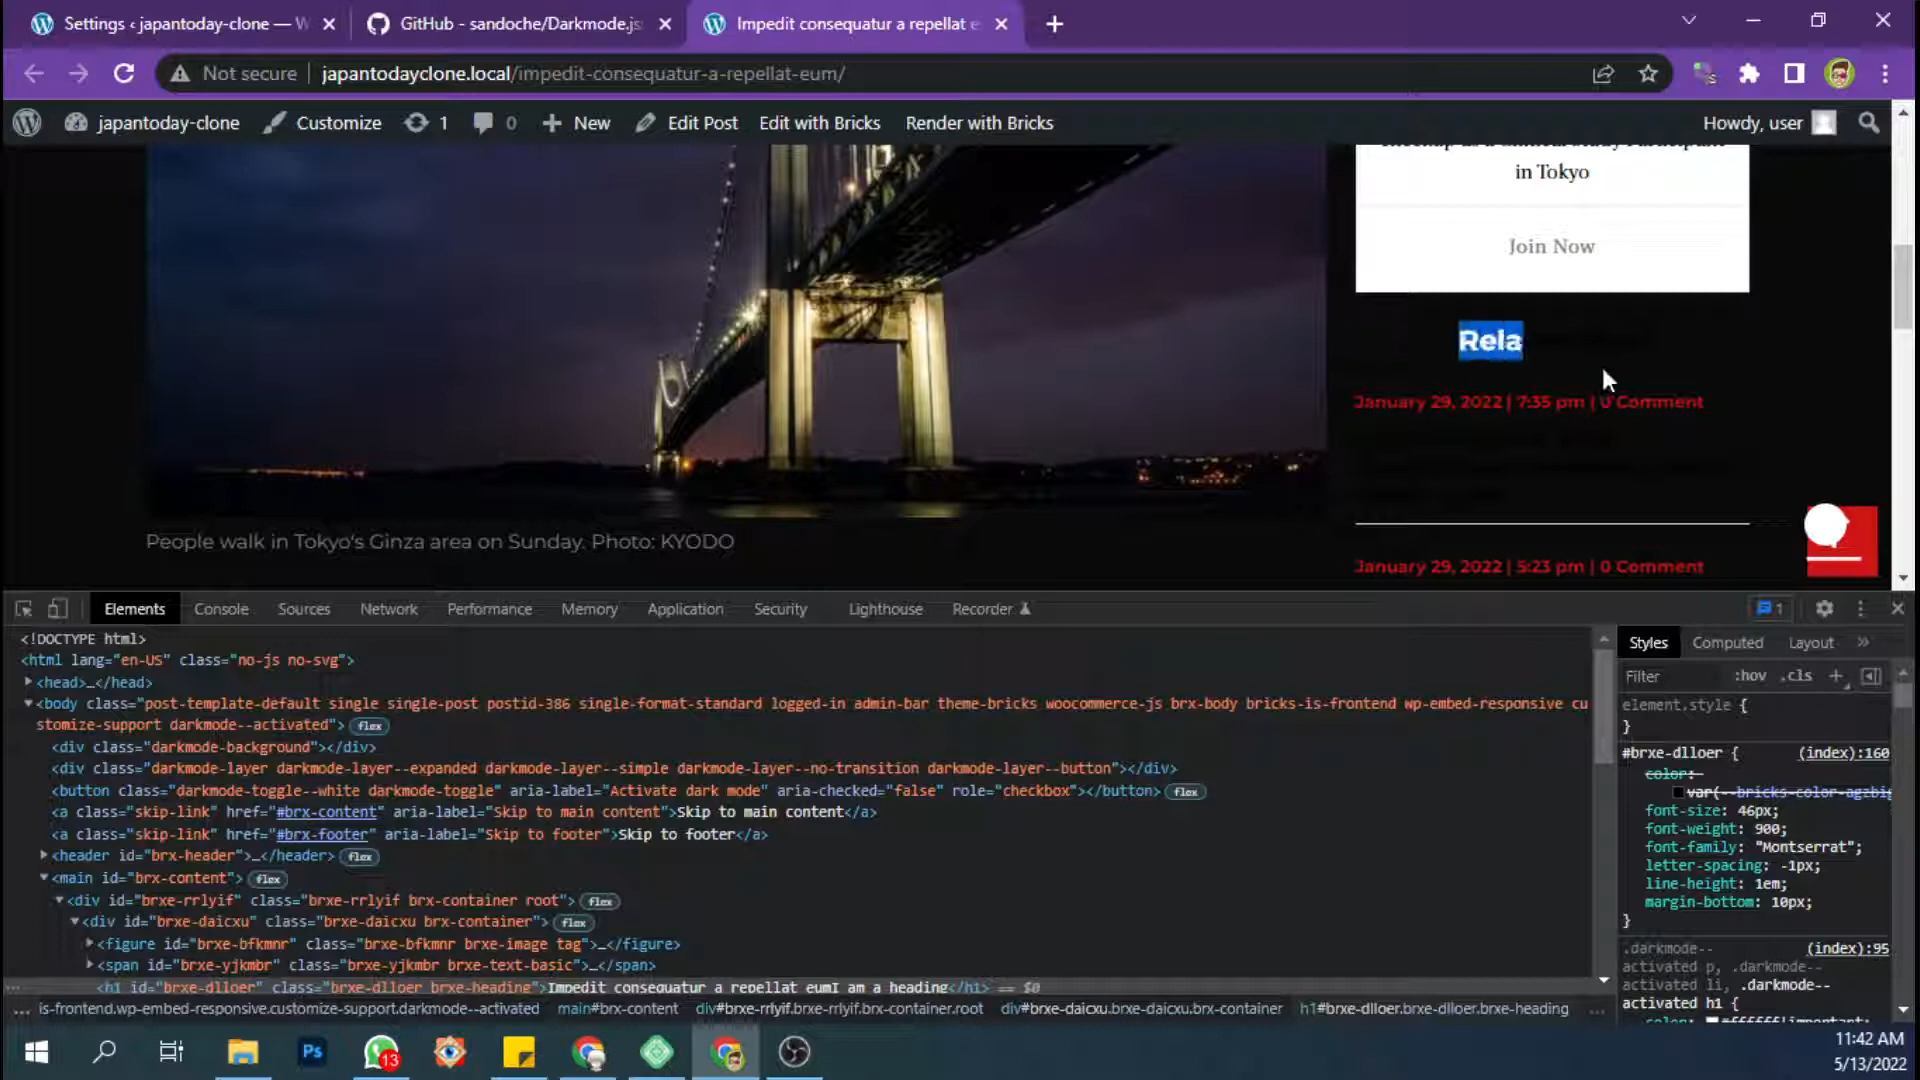 Settings ‹ japantoday-clone — W
GitHub - sandoche/Darkmode.js
Impedit consequatur a repellat e
Not secure
japantodayclone.local/impedit-consequatur-a-repellat-eum/
japantoday-clone
Customize
1
0
New
Edit Post
Edit with Bricks
Render with Bricks
Howdy, user
in Tokyo
Join Now
Rela
January 29, 2022 | 7:35 pm | 0 Comment
People walk in Tokyo's Ginza area on Sunday. Photo: KYODO
January 29, 2022 | 5:23 pm | 0 Comment
Elements
Console
Sources
Network
Performance
Memory
Application
Security
Lighthouse
Recorder
1
<!DOCTYPE html>
<html lang="en-US" class="no-js no-svg">
<head>…</head>
<body class="post-template-default single single-post postid-386 single-format-standard logged-in admin-bar theme-bricks woocommerce-js brx-body bricks-is-frontend wp-embed-responsive cu
stomize-support darkmode--activated"> flex
<div class="darkmode-background"></div>
<div class="darkmode-layer darkmode-layer--expanded darkmode-layer--simple darkmode-layer--no-transition darkmode-layer--button"></div>
<button class="darkmode-toggle--white darkmode-toggle" aria-label="Activate dark mode" aria-checked="false" role="checkbox"></button> flex
<a class="skip-link" href="#brx-content" aria-label="Skip to main content">Skip to main content</a>
<a class="skip-link" href="#brx-footer" aria-label="Skip to footer">Skip to footer</a>
<header id="brx-header">…</header> flex
<main id="brx-content"> flex
<div id="brxe-rrlyif" class="brxe-rrlyif brx-container root"> flex
<div id="brxe-daicxu" class="brxe-daicxu brx-container"> flex
<figure id="brxe-bfkmnr" class="brxe-bfkmnr brxe-image tag">…</figure>
<span id="brxe-yjkmbr" class="brxe-yjkmbr brxe-text-basic">…</span>
<h1 id="brxe-dlloer" class="brxe-dlloer brxe-heading">Impedit consequatur a repellat eumI am a heading</h1> == $0
… is-frontend.wp-embed-responsive.customize-support.darkmode--activated main#brx-content div#brxe-rrlyif.brxe-rrlyif.brx-container.root div#brxe-daicxu.brxe-daicxu.brx-container h1#brxe-dlloer.brxe-dlloer.brxe-heading …
Styles
Computed
Layout
Filter
:hov
.cls
element.style {
}
#brxe-dlloer { (index):160
color:
var(--bricks-color-agzbig
font-size: 46px;
font-weight: 900;
font-family: "Montserrat";
letter-spacing: -1px;
line-height: 1em;
margin-bottom: 10px;
}
.darkmode-- (index):95
activated p, .darkmode--
activated li, .darkmode--
activated h1 {
color: #ffffff!important;
Ps
13
11:42 AM
5/13/2022